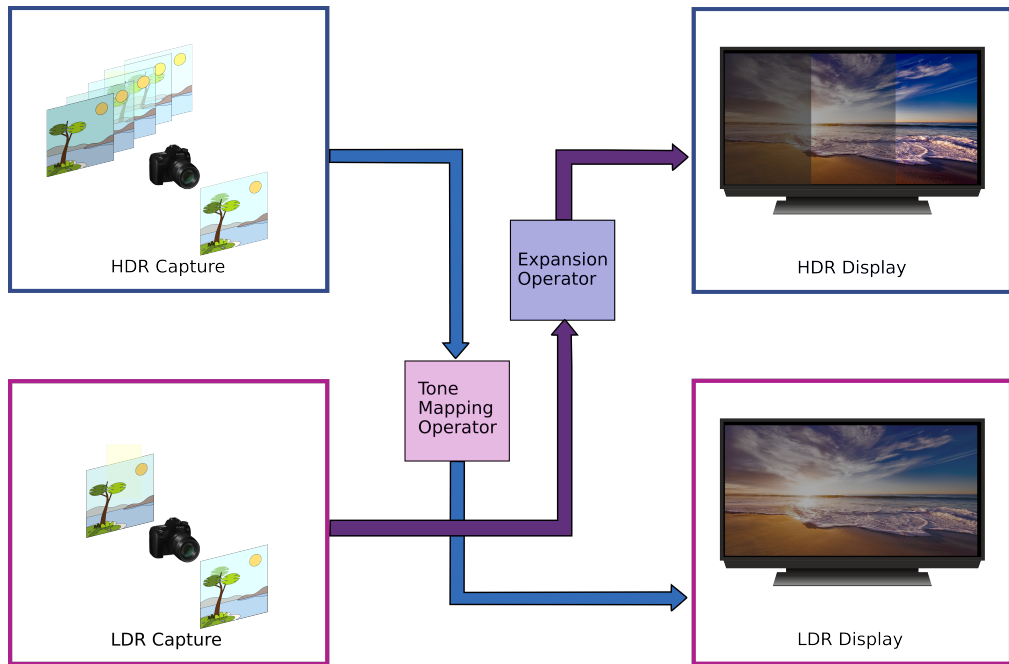 HDR Capture
Expansion
Operator
HDR Display
Tone
Mapping
Operator
LDR Capture
LDR Display